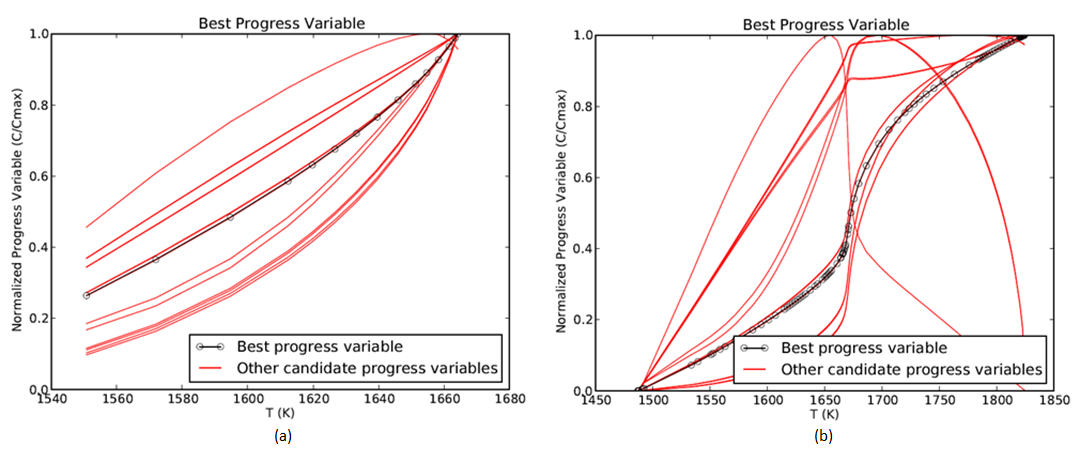 Best Progress Variable
Normalized Progress Variable (C/Cmax)
1.0
0.8
0.6
0.4
0.2
0.0
1540 1560 1580 1600 1620 1640 1660 1680
T (K)
Best progress variable
Other candidate progress variables
(a)
Best Progress Variable
Normalized Progress Variable (C/Cmax)
1.0
0.8
0.6
0.4
0.2
0.0
1450 1500 1550 1600 1650 1700 1750 1800 1850
T (K)
Best progress variable
Other candidate progress variables
(b)